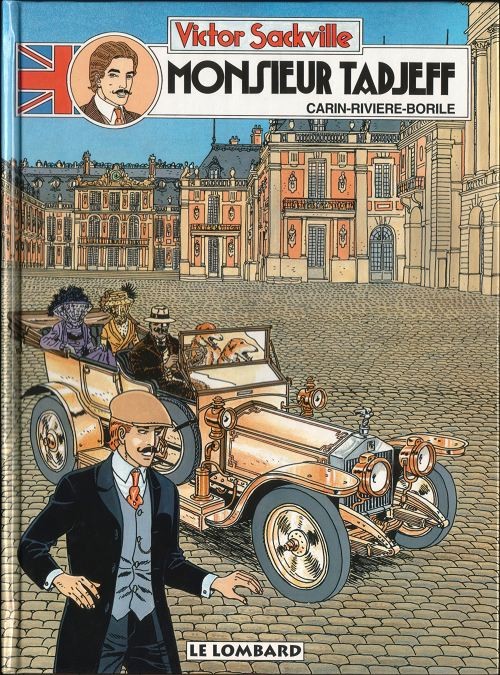 Victor Sackville
MONSIEUR TADJEFF
CARIN-RIVIERE-BORILE
LE LOMBARD